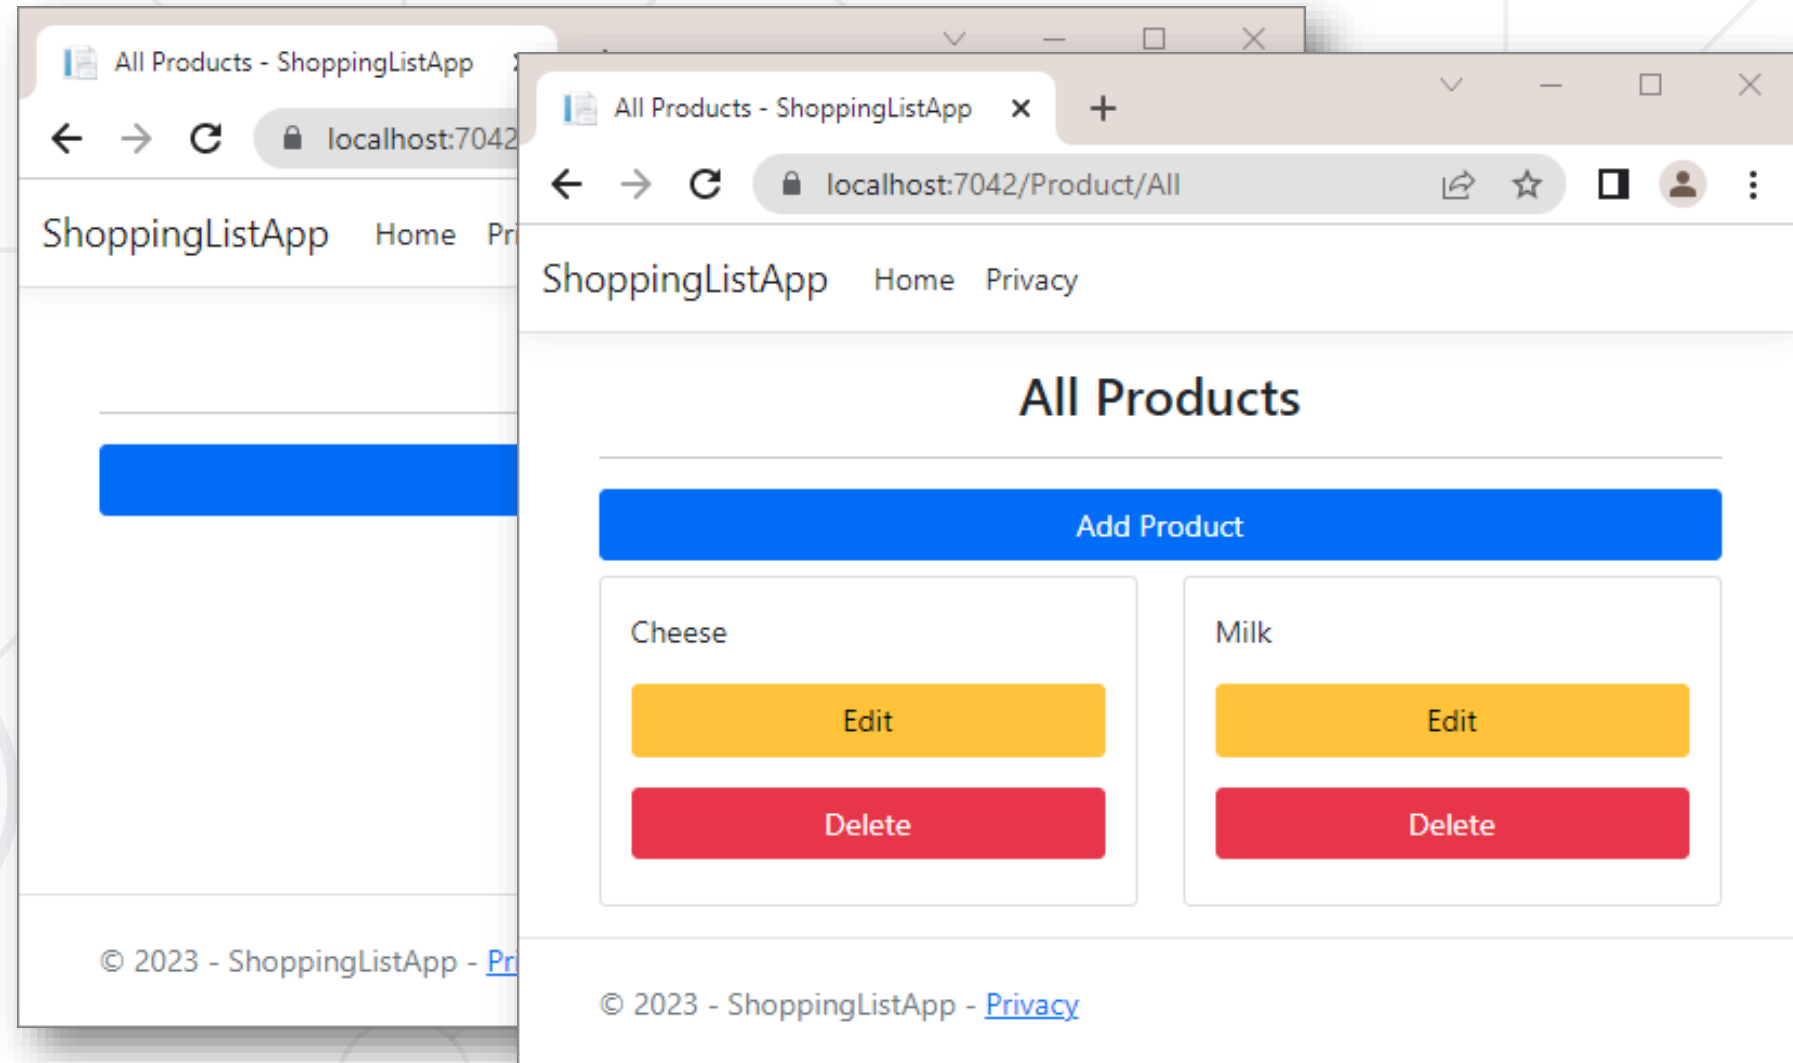 All Products - ShoppingListApp
localhost:7042
ShoppingListApp Home
© 2023 - ShoppingListApp -
All Products - ShoppingListApp
localhost:7042/Product/All
ShoppingListApp Home Privacy
All Products
Add Product
Cheese Milk
Edit Edit
Delete Delete
© 2023 - ShoppingListApp - Privacy